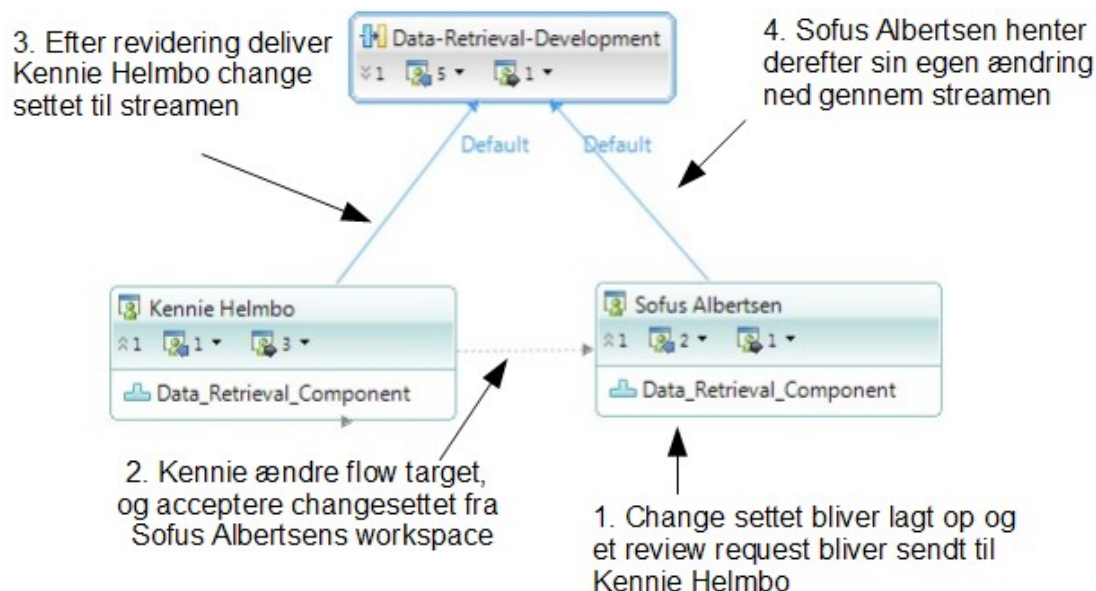 3. Efter revidering deliver
Kennie Helmbo change
settet til streamen
Data-Retrieval-Development
1 5 1
4. Sofus Albertsen henter
derefter sin egen ændring
ned gennem streamen
Default Default
Kennie Helmbo
1 1 3
Data_Retrieval_Component
Sofus Albertsen
1 2 1
Data_Retrieval_Component
2. Kennie ændre flow target,
og acceptere changesettet fra
Sofus Albertsens workspace
1. Change settet bliver lagt op og
et review request bliver sendt til
Kennie Helmbo